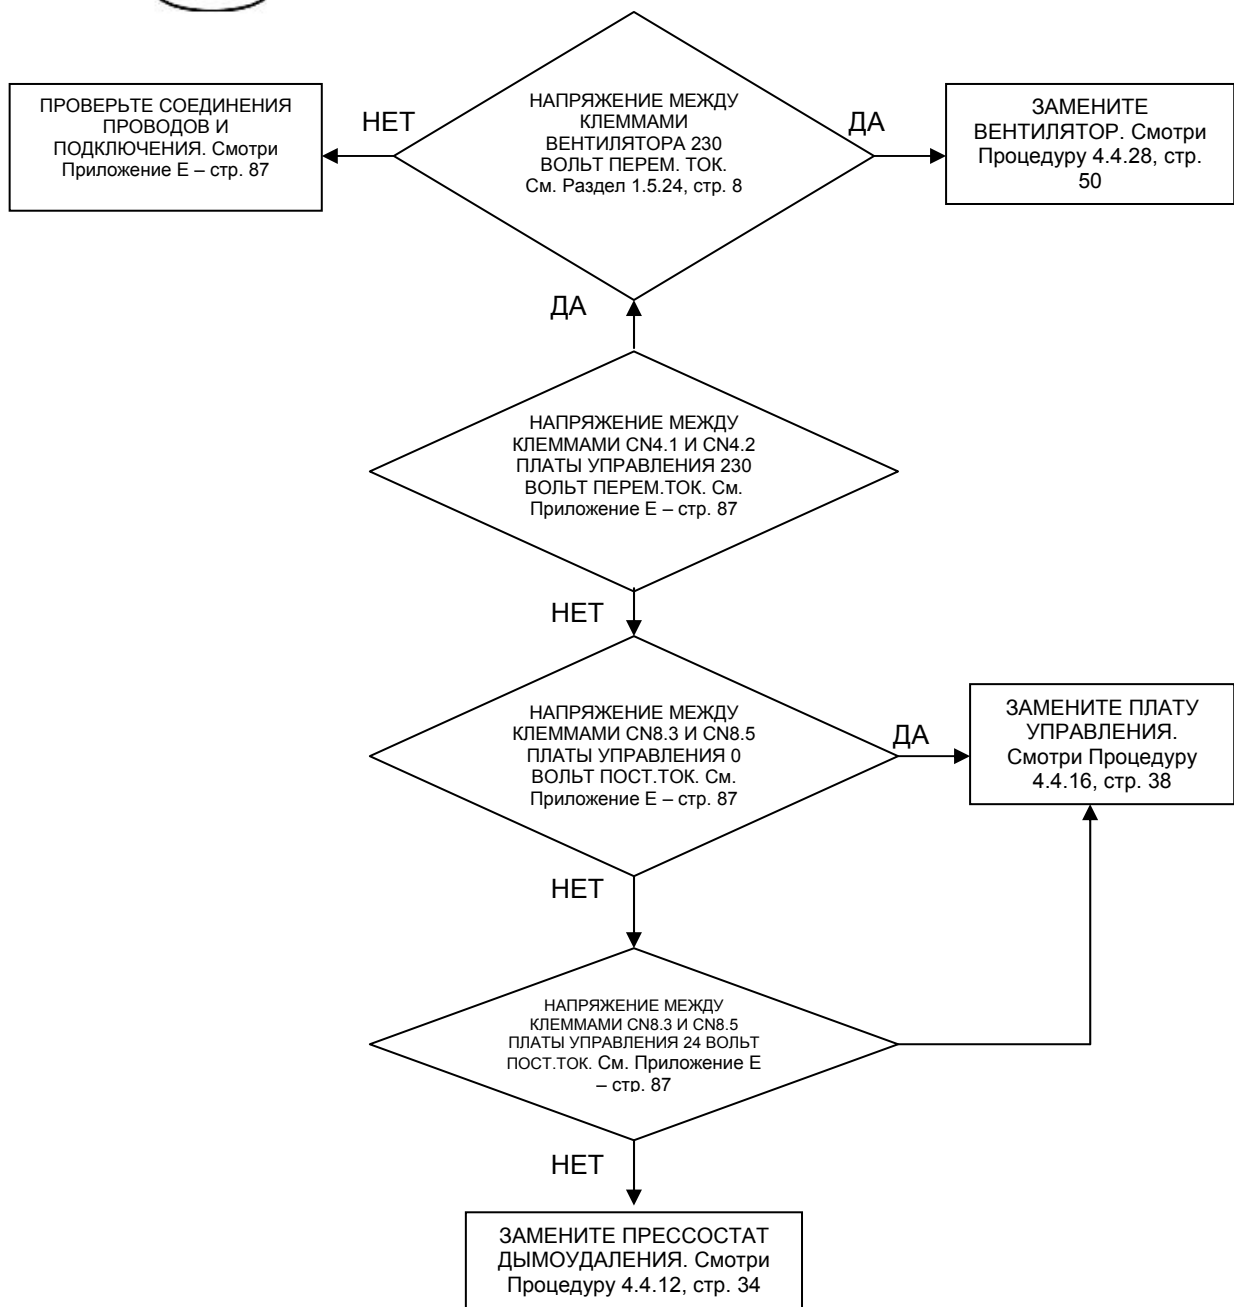 ПРОВЕРЬТЕ СОЕДИНЕНИЯ
ПРОВОДОВ И
ПОДКЛЮЧЕНИЯ. Смотри
Приложение Е – стр. 87
НЕТ
НАПРЯЖЕНИЕ МЕЖДУ
КЛЕММАМИ
ВЕНТИЛЯТОРА 230
ВОЛЬТ ПЕРЕМ. ТОК.
См. Раздел 1.5.24, стр. 8
ДА
ЗАМЕНИТЕ
ВЕНТИЛЯТОР. Смотри
Процедуру 4.4.28, стр.
50
ДА
НАПРЯЖЕНИЕ МЕЖДУ
КЛЕММАМИ CN4.1 И CN4.2
ПЛАТЫ УПРАВЛЕНИЯ 230
ВОЛЬТ ПЕРЕМ.ТОК. См.
Приложение Е – стр. 87
НЕТ
НАПРЯЖЕНИЕ МЕЖДУ
КЛЕММАМИ CN8.3 И CN8.5
ПЛАТЫ УПРАВЛЕНИЯ 0
ВОЛЬТ ПОСТ.ТОК. См.
Приложение Е – стр. 87
ДА
ЗАМЕНИТЕ ПЛАТУ
УПРАВЛЕНИЯ.
Смотри Процедуру
4.4.16, стр. 38
НЕТ
НАПРЯЖЕНИЕ МЕЖДУ
КЛЕММАМИ CN8.3 И CN8.5
ПЛАТЫ УПРАВЛЕНИЯ 24 ВОЛЬТ
ПОСТ.ТОК. См. Приложение Е
– стр. 87
НЕТ
ЗАМЕНИТЕ ПРЕССОСТАТ
ДЫМОУДАЛЕНИЯ. Смотри
Процедуру 4.4.12, стр. 34